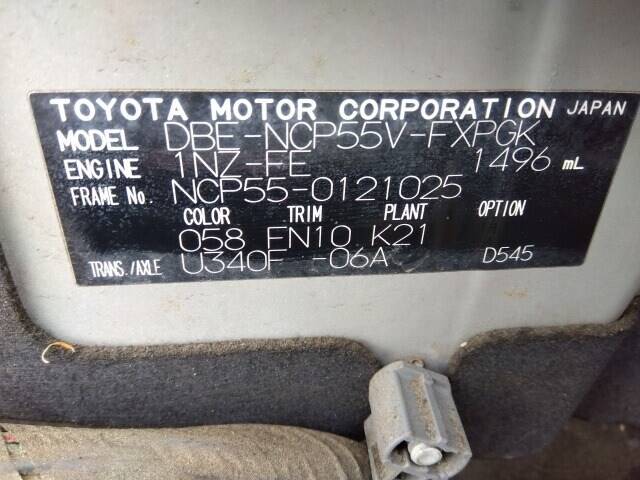 TOYOTA MOTOR CORPORATION JAPAN
MODEL DBE-NCP55V-FXPGK
ENGINE 1NZ-FE 1496 mL
FRAME No. NCP55-0121025
COLOR TRIM PLANT OPTION
058 FN10 K21
TRANS./AXLE U340F -06A D545